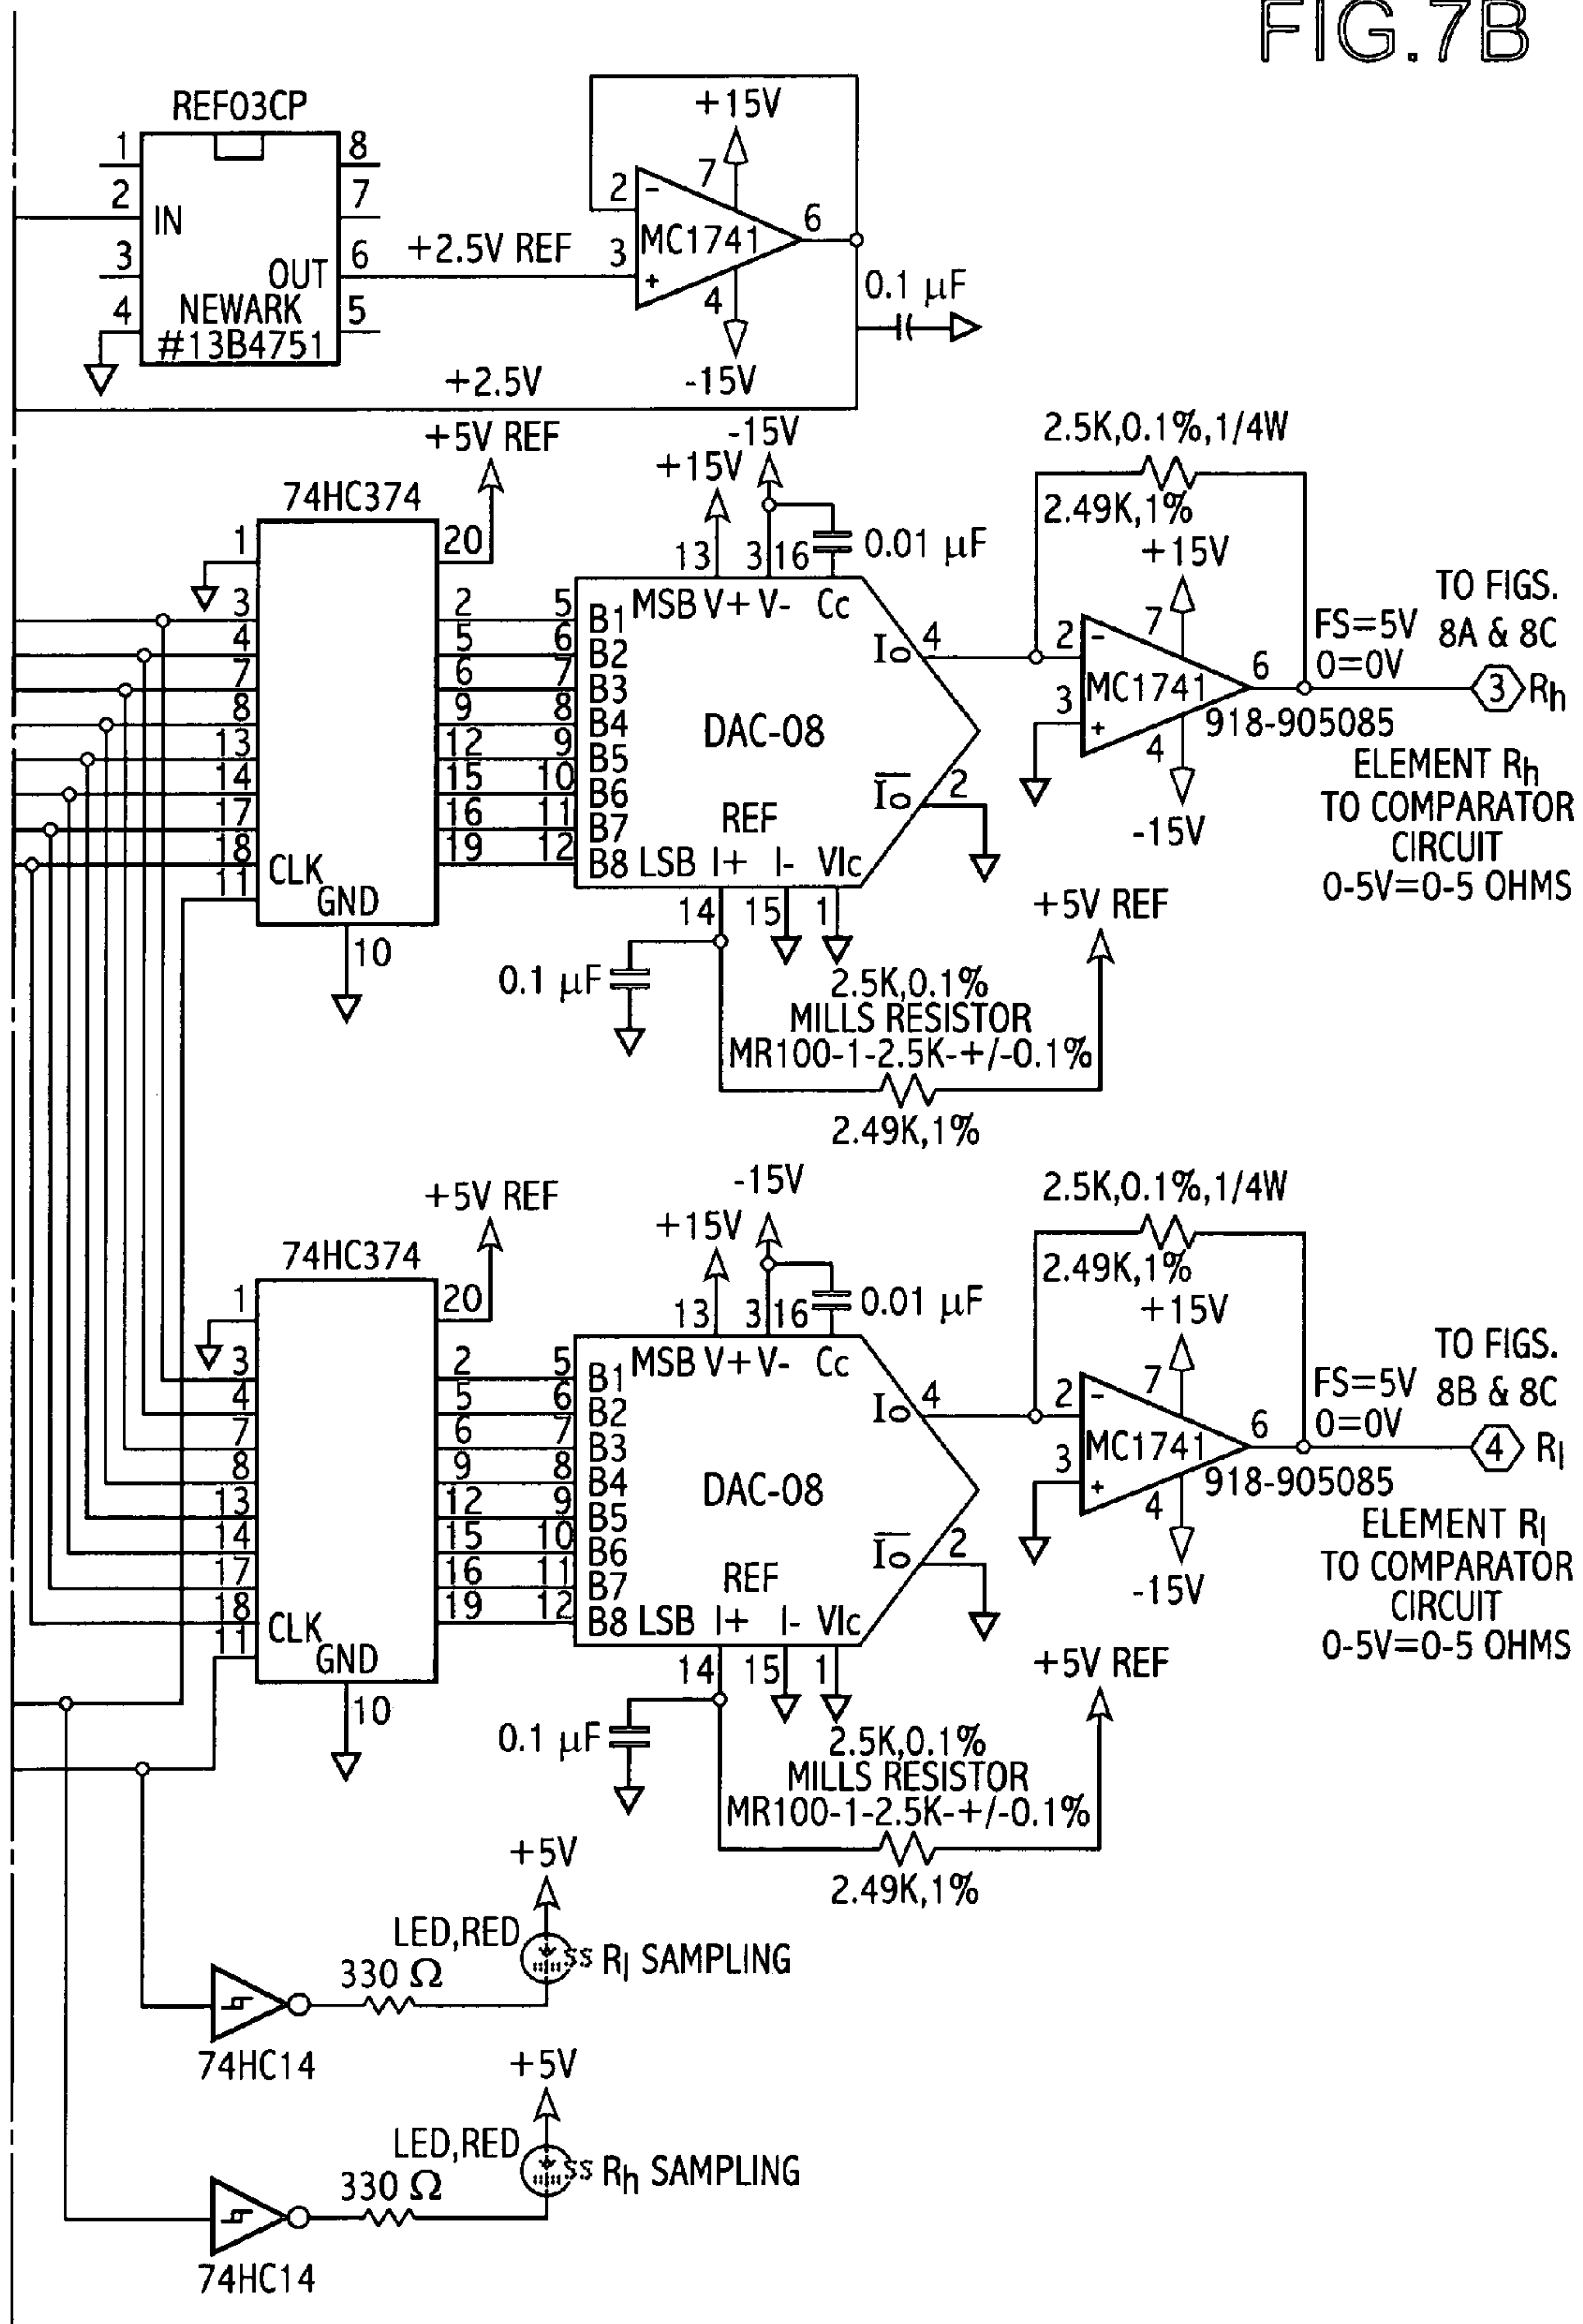 FIG.7B
REF03CP
1
8
2
7
IN
3
6
OUT
4
5
NEWARK
#13B4751
+2.5V REF
+15V
2
-
7
MC1741
6
3
+
4
-15V
0.1 µF
+2.5V
+5V REF
74HC374
1
20
3
2
4
5
7
6
8
9
13
12
14
15
17
16
18
19
11
CLK
GND
10
-15V
+15V
13
3
16
0.01 µF
5
B1
MSB
V+
V-
Cc
6
B2
7
B3
8
B4
9
B5
10
B6
11
B7
12
B8
LSB
DAC-08
Io
4
Io
2
REF
I+
I-
VIc
14
15
1
0.1 µF
2.5K,0.1%
MILLS RESISTOR
MR100-1-2.5K-+/-0.1%
2.49K,1%
+5V REF
2.5K,0.1%,1/4W
2.49K,1%
+15V
2
-
7
MC1741
6
3
+
4
918-905085
-15V
FS=5V
0=0V
TO FIGS.
8A & 8C
3
Rh
ELEMENT Rh
TO COMPARATOR
CIRCUIT
0-5V=0-5 OHMS
+5V REF
74HC374
1
20
3
2
4
5
7
6
8
9
13
12
14
15
17
16
18
19
11
CLK
GND
10
-15V
+15V
13
3
16
0.01 µF
5
B1
MSB
V+
V-
Cc
6
B2
7
B3
8
B4
9
B5
10
B6
11
B7
12
B8
LSB
DAC-08
Io
4
Io
2
REF
I+
I-
VIc
14
15
1
0.1 µF
2.5K,0.1%
MILLS RESISTOR
MR100-1-2.5K-+/-0.1%
2.49K,1%
+5V REF
2.5K,0.1%,1/4W
2.49K,1%
+15V
2
-
7
MC1741
6
3
+
4
918-905085
-15V
FS=5V
0=0V
TO FIGS.
8B & 8C
4
Rl
ELEMENT Rl
TO COMPARATOR
CIRCUIT
0-5V=0-5 OHMS
+5V
LED,RED
330 Ω
Rl SAMPLING
74HC14
+5V
LED,RED
330 Ω
Rh SAMPLING
74HC14